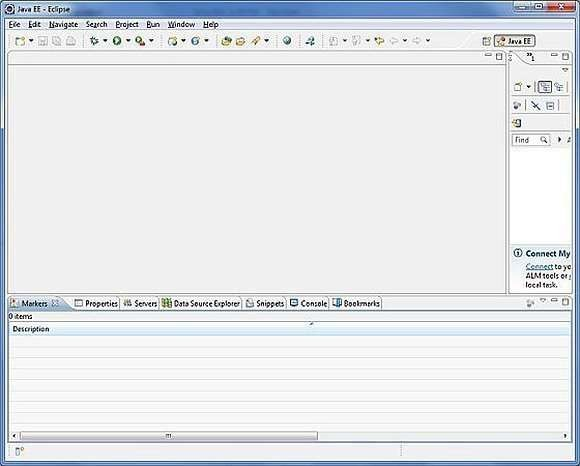 Java EE - Eclipse
File Edit Navigate Search Project Run Window Help
Java EE
1
Find
Connect My
Connect to yo
ALM tools or
local task.
Markers Properties Servers Data Source Explorer Snippets Console Bookmarks
0 items
Description